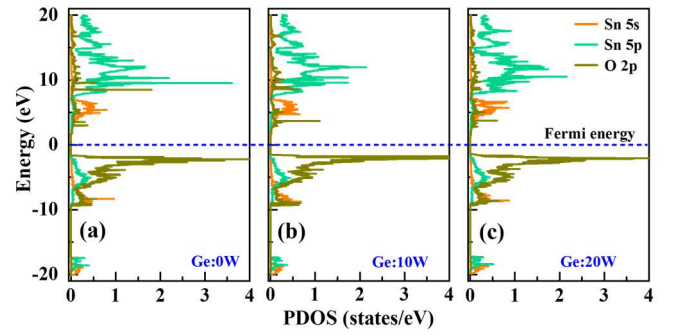 20
10
0
-10
-20
Energy (eV)
Sn 5s
Sn 5p
O 2p
Fermi energy
(a)
(b)
(c)
Ge:0W
Ge:10W
Ge:20W
0 1 2 3 4 0 1 2 3 4 0 1 2 3 4
PDOS (states/eV)